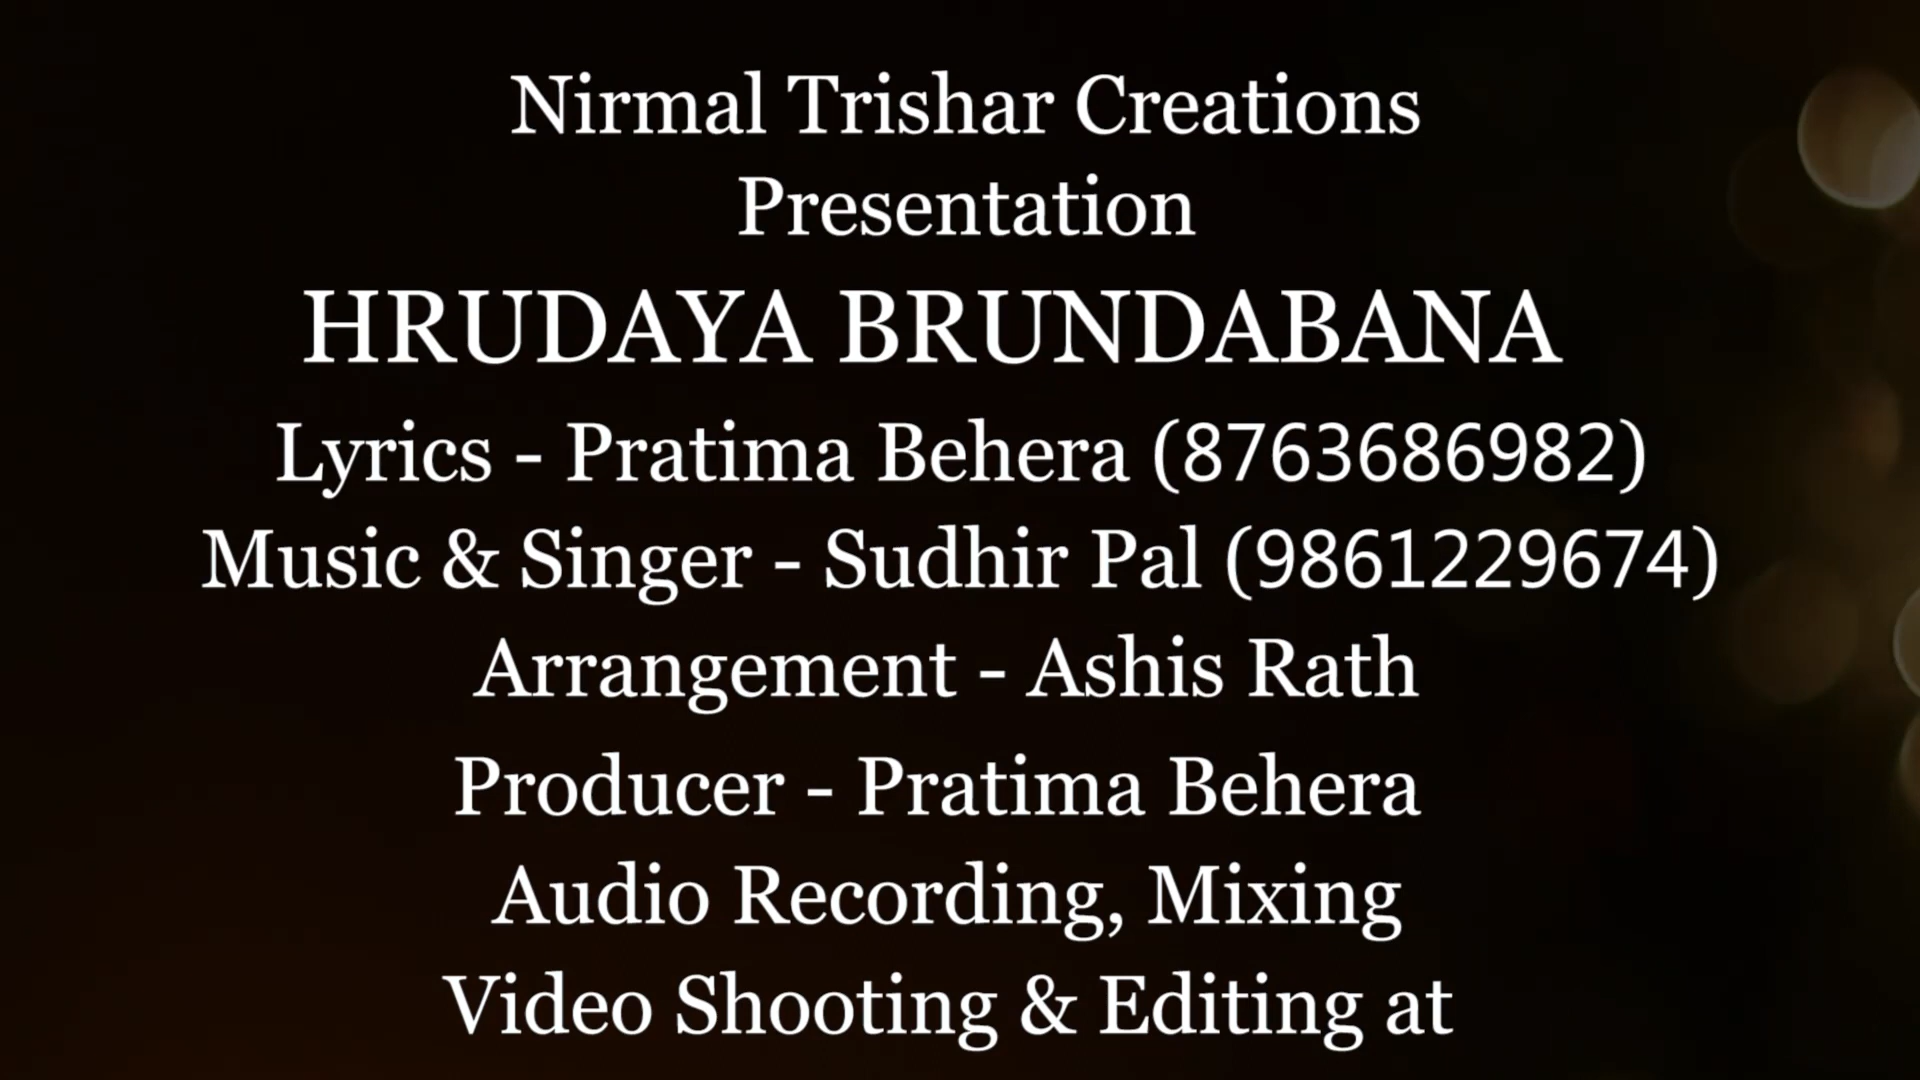 Nirmal Trishar Creations
Presentation
HRUDAYA BRUNDABANA
Lyrics - Pratima Behera (8763686982)
Music & Singer - Sudhir Pal (9861229674)
Arrangement - Ashis Rath
Producer - Pratima Behera
Audio Recording, Mixing
Video Shooting & Editing at